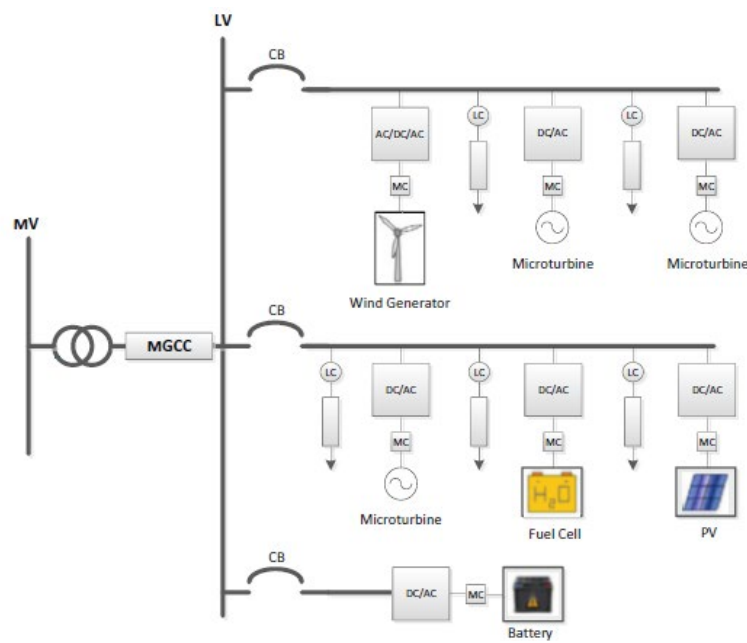 LV
CB
AC/DC/AC
LC
DC/AC
LC
DC/AC
MC
MC
MC
MV
Wind Generator
Microturbine
Microturbine
CB
MGCC
LC
DC/AC
LC
DC/AC
LC
DC/AC
MC
MC
MC
H2O
Microturbine
Fuel Cell
PV
CB
DC/AC
MC
Battery